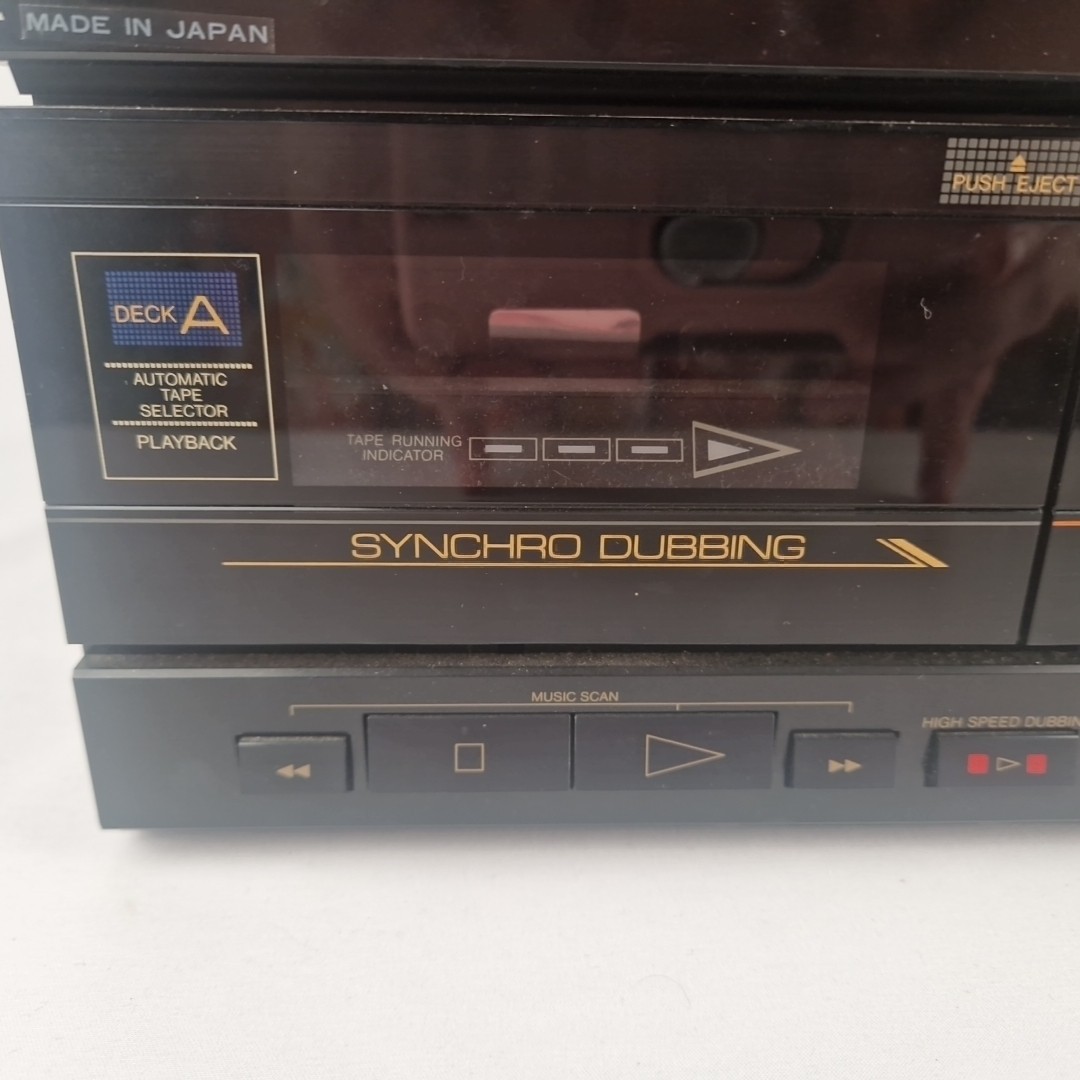 MADE IN JAPAN
PUSH EJECT
DECK A
AUTOMATIC
TAPE
SELECTOR
PLAYBACK
TAPE RUNNING
INDICATOR
SYNCHRO DUBBING
MUSIC SCAN
HIGH SPEED DUBBIN